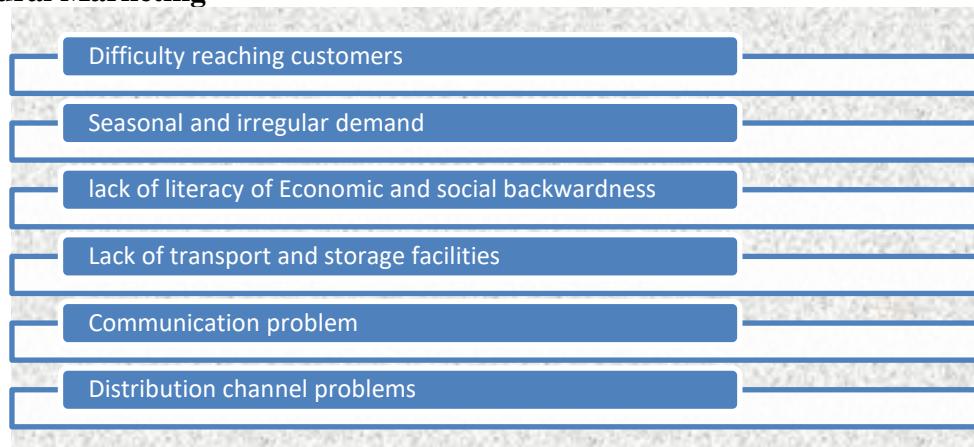 Marketing
Difficulty reaching customers
Seasonal and irregular demand
lack of literacy of Economic and social backwardness
Lack of transport and storage facilities
Communication problem
Distribution channel problems